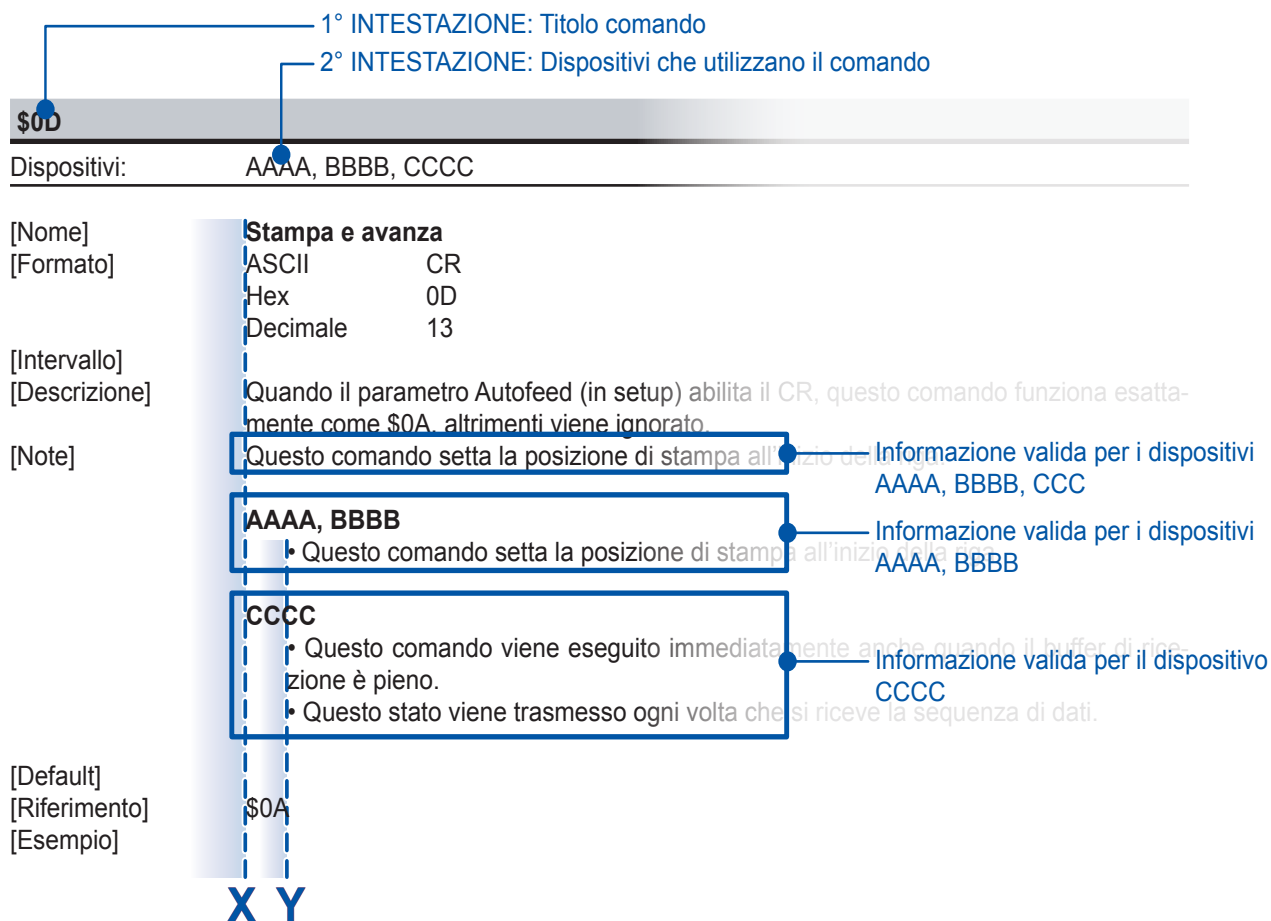 1° INTESTAZIONE: Titolo comando
2° INTESTAZIONE: Dispositivi che utilizzano il comando
$0D
Dispositivi: AAAA, BBBB, CCCC
[Nome] Stampa e avanza
[Formato] ASCII CR
Hex 0D
Decimale 13
[Intervallo]
[Descrizione] Quando il parametro Autofeed (in setup) abilita il CR, questo comando funziona esatta-
mente come $0A, altrimenti viene ignorato.
[Note] Questo comando setta la posizione di stampa all'inizio della riga.
Informazione valida per i dispositivi
AAAA, BBBB, CCC
AAAA, BBBB
• Questo comando setta la posizione di stampa all'inizio della riga.
Informazione valida per i dispositivi
AAAA, BBBB
CCCC
• Questo comando viene eseguito immediatamente anche quando il buffer di rice-
zione è pieno.
• Questo stato viene trasmesso ogni volta che si riceve la sequenza di dati.
Informazione valida per il dispositivo
CCCC
[Default]
[Riferimento] $0A
[Esempio]
X Y